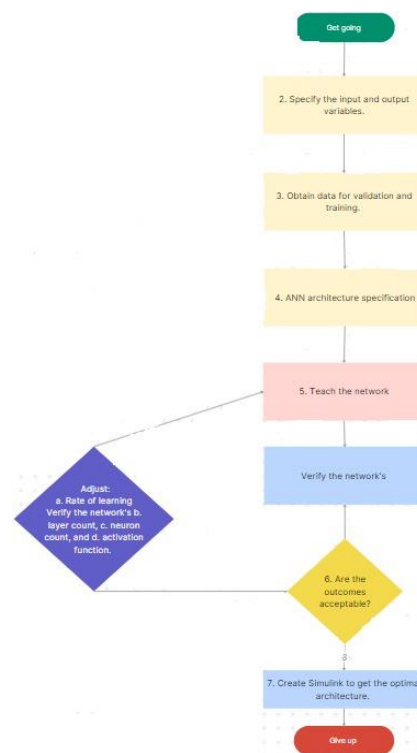 Get going
2. Specify the input and output
variables.
3. Obtain data for validation and
training.
4. ANN architecture specification
5. Teach the network
Adjust:
a. Rate of learning
Verify the network's b.
layer count, c. neuron
count, and d. activation
function.
Verify the network's
6. Are the
outcomes
acceptable?
7. Create Simulink to get the optima
architecture.
Give up